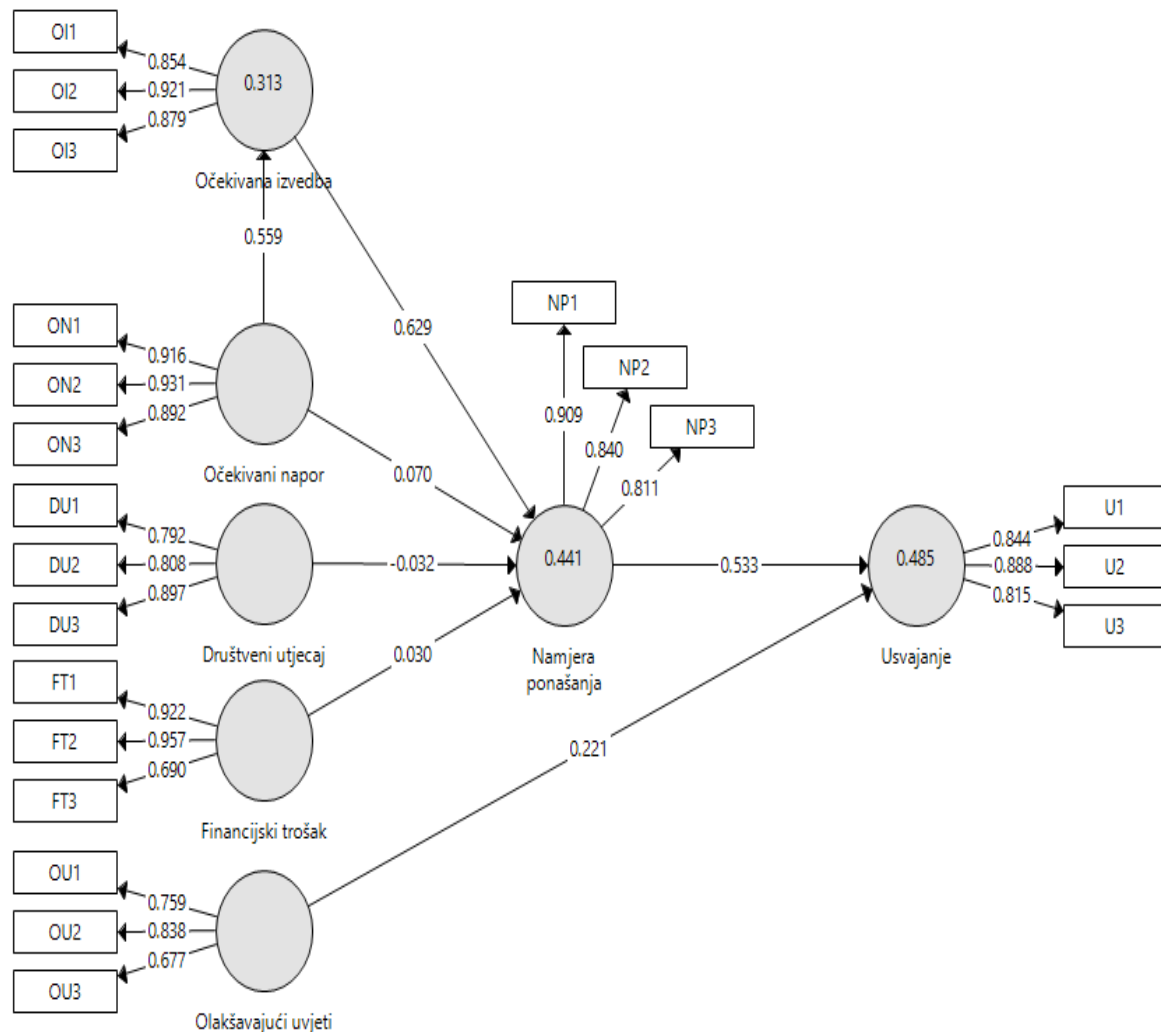 OI1
0.854
OI2
0.921
OI3
0.879
0.313
Očekivana izvedba
0.559
0.629
ON1
0.916
ON2
0.931
ON3
0.892
Očekivani napor
0.070
NP1
0.909
NP2
0.840
NP3
0.811
DU1
0.792
DU2
0.808
DU3
0.897
Društveni utjecaj
-0.032
0.441
Namjera
ponašanja
0.533
0.485
Usvajanje
U1
0.844
U2
0.888
U3
0.815
FT1
0.922
FT2
0.957
FT3
0.690
Financijski trošak
0.030
0.221
OU1
0.759
OU2
0.838
OU3
0.677
Olakšavajući uvjeti